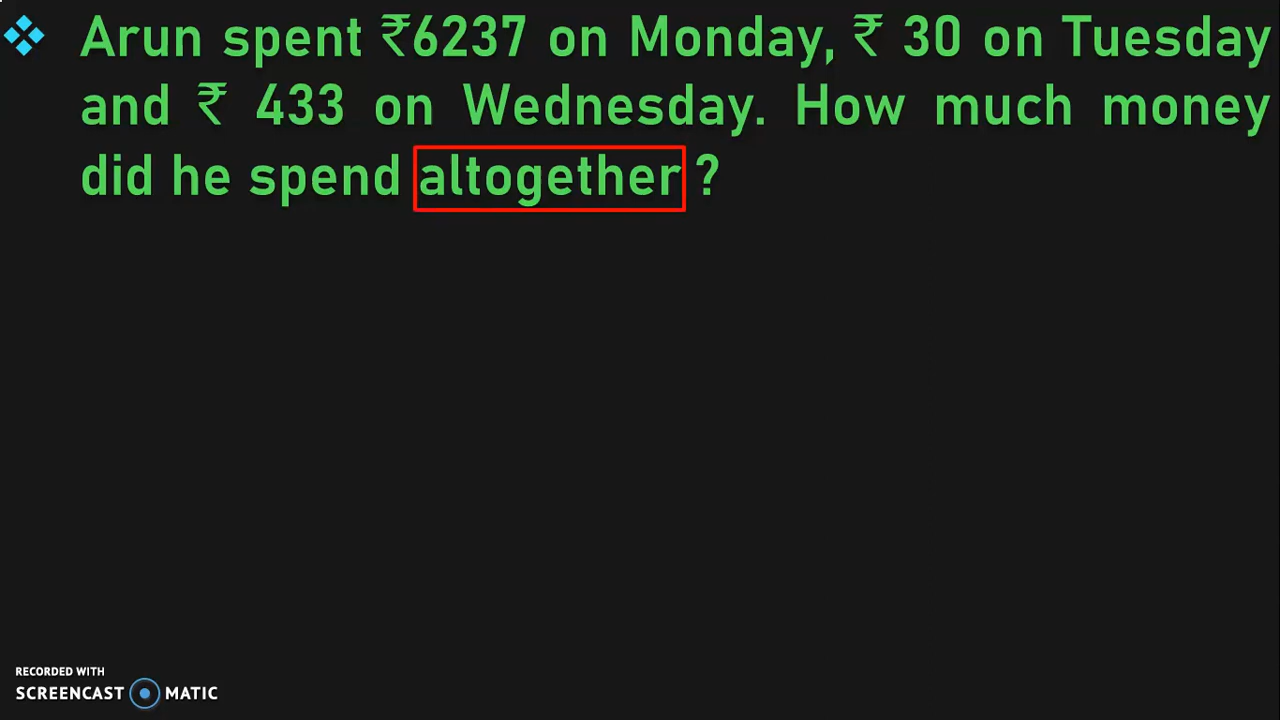 ❖ Arun spent ₹6237 on Monday, ₹ 30 on Tuesday
and ₹ 433 on Wednesday. How much money
did he spend altogether ?
RECORDED WITH
SCREENCAST MATIC